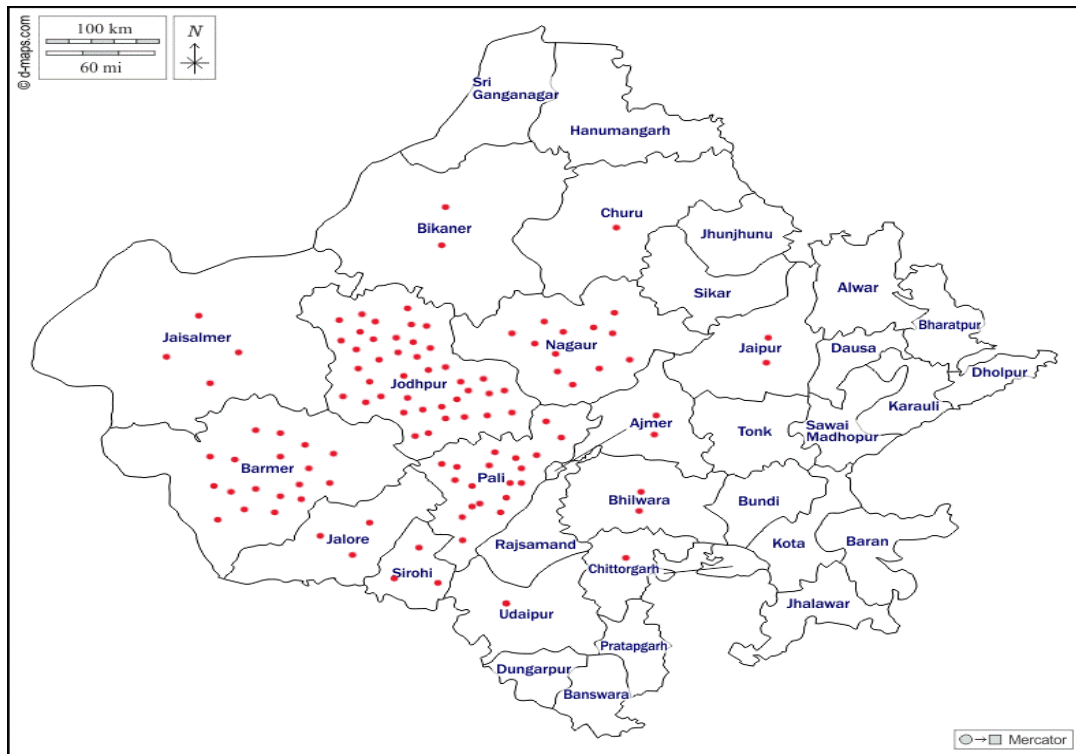 100 km
60 mi
N
© d-maps.com
Sri
Ganganagar
Hanumangarh
Bikaner
Churu
Jhunjhunu
Sikar
Alwar
Bharatpur
Jaisalmer
Jodhpur
Nagaur
Jaipur
Dausa
Dholpur
Karauli
Ajmer
Tonk
Sawai
Madhopur
Barmer
Pali
Bhilwara
Bundi
Jalore
Rajsamand
Kota
Baran
Sirohi
Chittorgarh
Jhalawar
Udaipur
Pratapgarh
Dungarpur
Banswara
Mercator